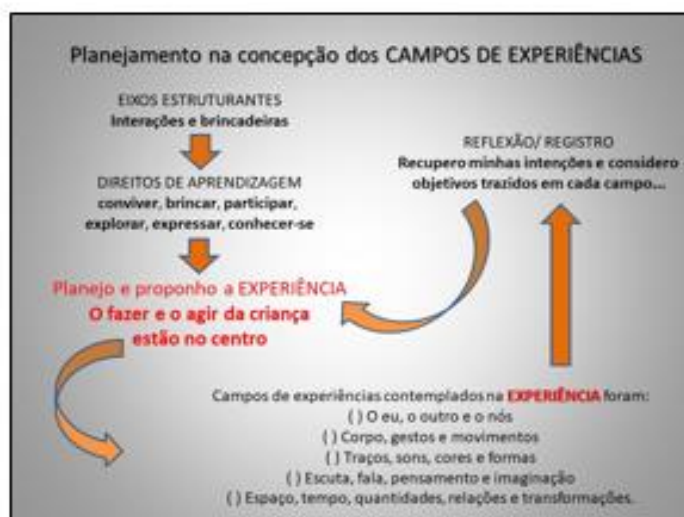 Planejamento na concepção dos CAMPOS DE EXPERIÊNCIAS
EIXOS ESTRUTURANTES
Interações e brincadeiras
DIREITOS DE APRENDIZAGEM
conviver, brincar, participar,
explorar, expressar, conhecer-se
Planejo e proponho a EXPERIÊNCIA
O fazer e o agir da criança
estão no centro
REFLEXÃO/ REGISTRO
Recupero minhas intenções e considero
objetivos trazidos em cada campo...
Campos de experiências contemplados na EXPERIÊNCIA foram:
( ) O eu, o outro e o nós
( ) Corpo, gestos e movimentos
( ) Traços, sons, cores e formas
( ) Escuta, fala, pensamento e imaginação
( ) Espaço, tempo, quantidades, relações e transformações.